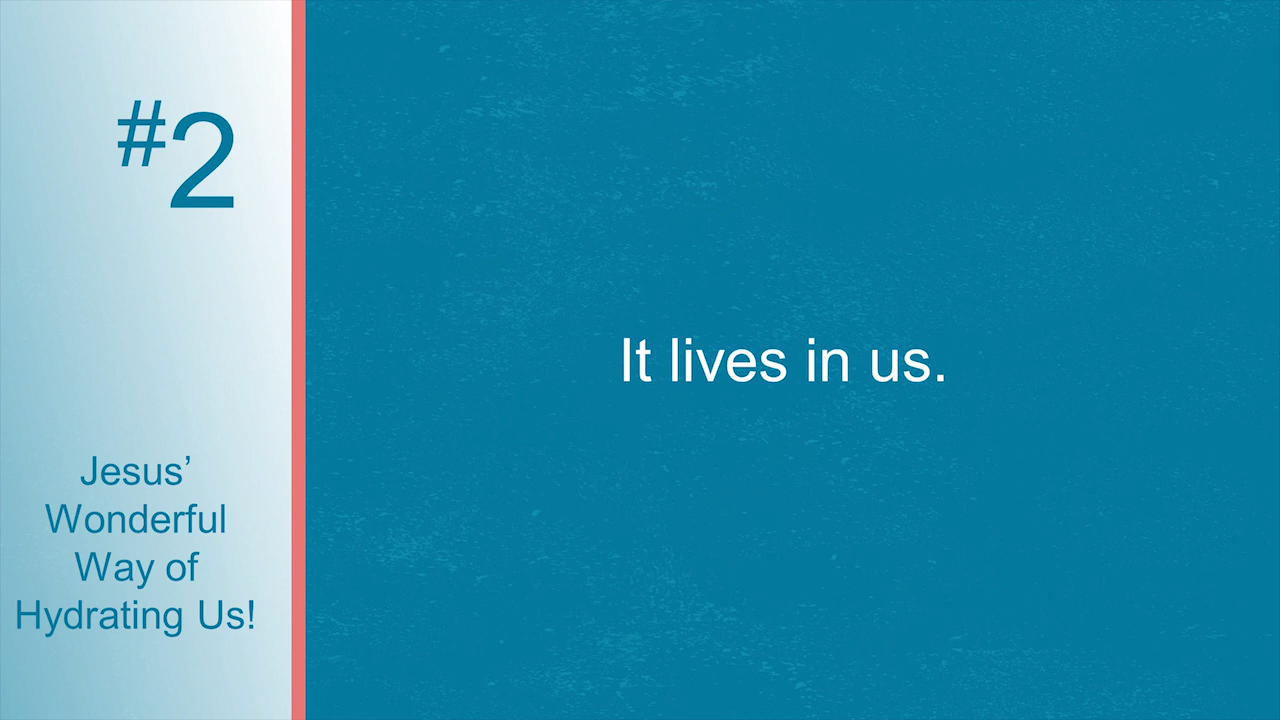 #2
Jesus’
Wonderful
Way of
Hydrating Us!
It lives in us.